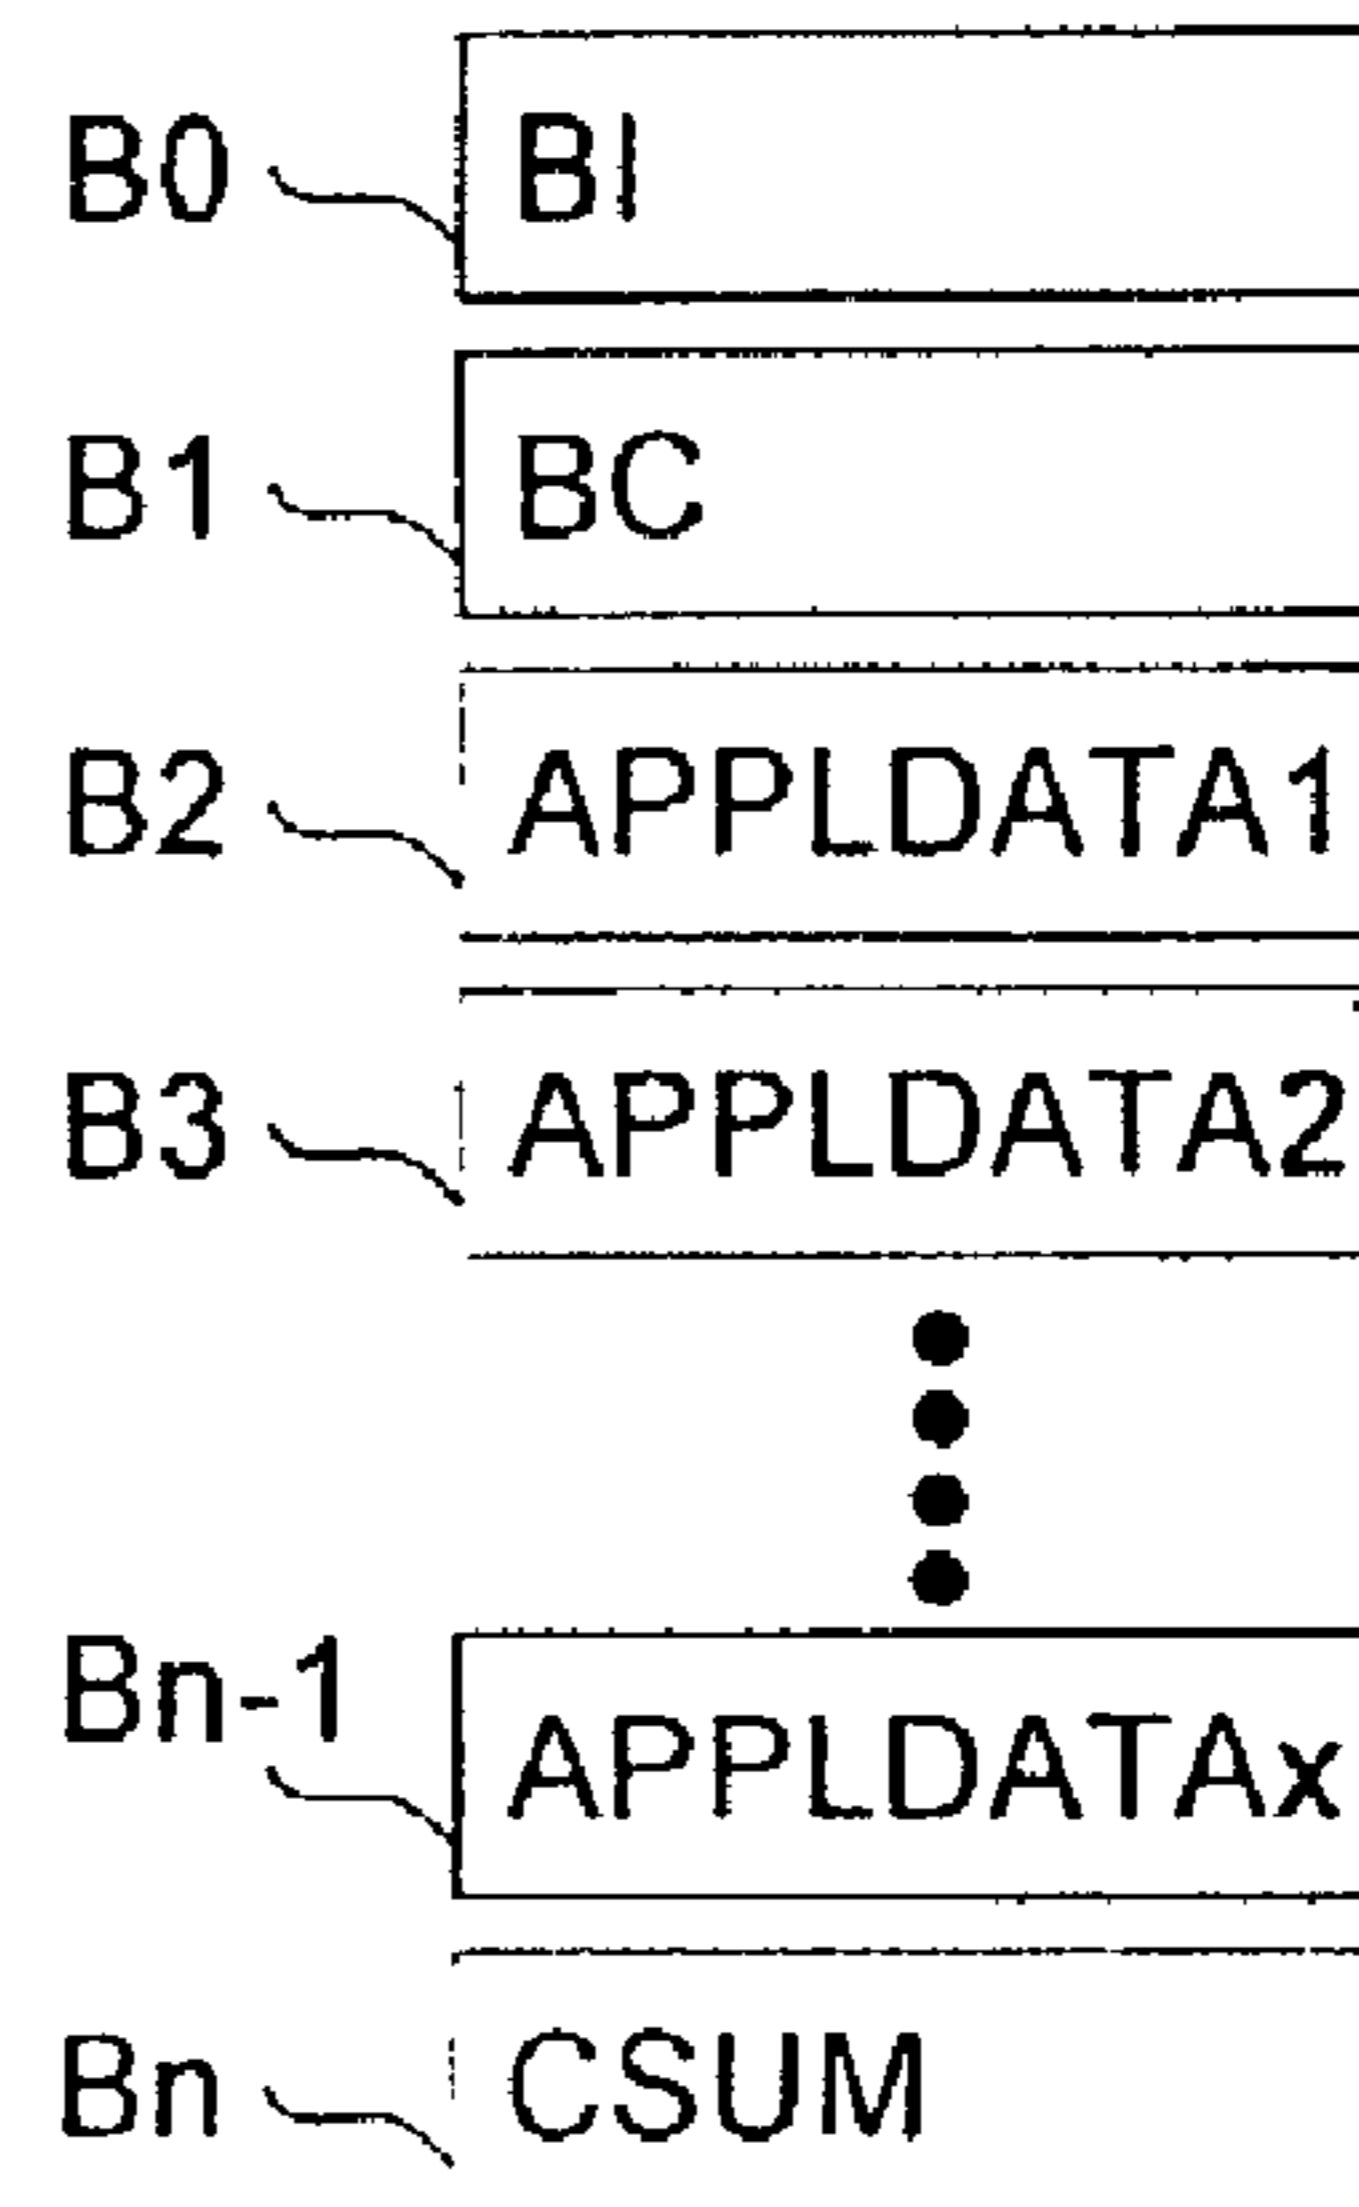 B0 BI
B1 BC
B2 APPLDATA1
B3 APPLDATA2
Bn-1 APPLDATAx
Bn CSUM